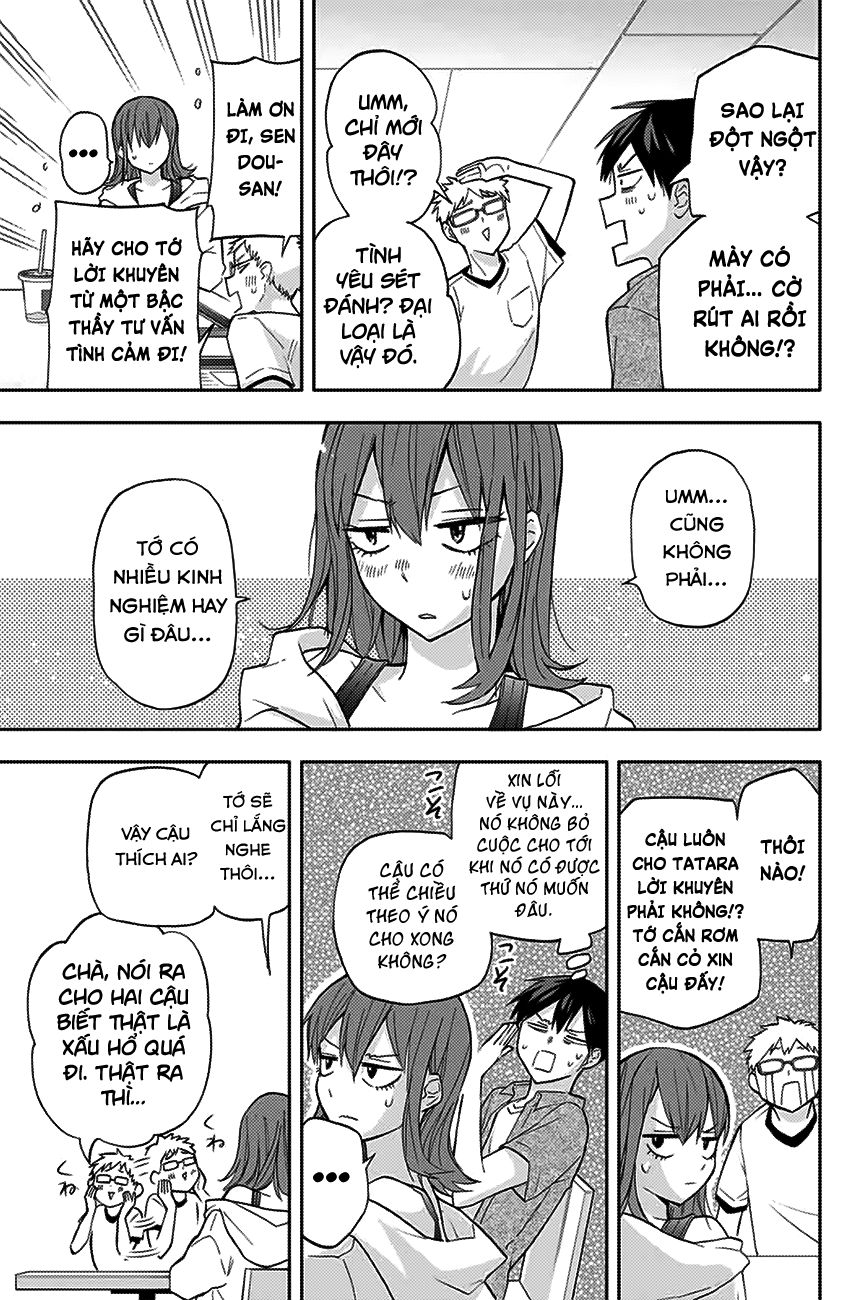 SAO LẠI
ĐỘT NGỘT
VẬY?
MÀY CÓ
PHẢI... CỜ
RÚT AI RỒI
KHÔNG!?
UMM,
CHỈ MỚI
ĐÂY
THÔI!?
TÌNH
YÊU SÉT
ĐÁNH? ĐẠI
LOẠI LÀ
VẬY ĐÓ.
LÀM ƠN
ĐI, SEN
DOU-
SAN!
...
HÃY CHO TỚ
LỜI KHUYÊN
TỪ MỘT BẬC
THẦY TƯ VẤN
TÌNH CẢM ĐI!
UMM...
CŨNG
KHÔNG
PHẢI...
TỚ CÓ
NHIỀU KINH
NGHIỆM HAY
GÌ ĐÂU...
THÔI
NÀO!
CẬU LUÔN
CHO TATARA
LỜI KHUYÊN
PHẢI KHÔNG!?
TỚ CẮN RƠM
CẮN CỎ XIN
CẬU ĐẤY!
XIN LỖI
VỀ VỤ NÀY...
NÓ KHÔNG BỎ
CUỘC CHO TỚI
KHI NÓ CÓ ĐƯỢC
THỨ NÓ MUỐN
ĐÂU.
CẬU CÓ
THỂ CHIỀU
THEO Ý NÓ
CHO XONG
KHÔNG?
...
TỚ SẼ
CHỈ LẮNG
NGHE
THÔI...
VẬY CẬU
THÍCH AI?
CHÀ, NÓI RA
CHO HAI CẬU
BIẾT THẬT LÀ
XẤU HỔ QUÁ
ĐI. THẬT RA
THÌ...
くね
くね